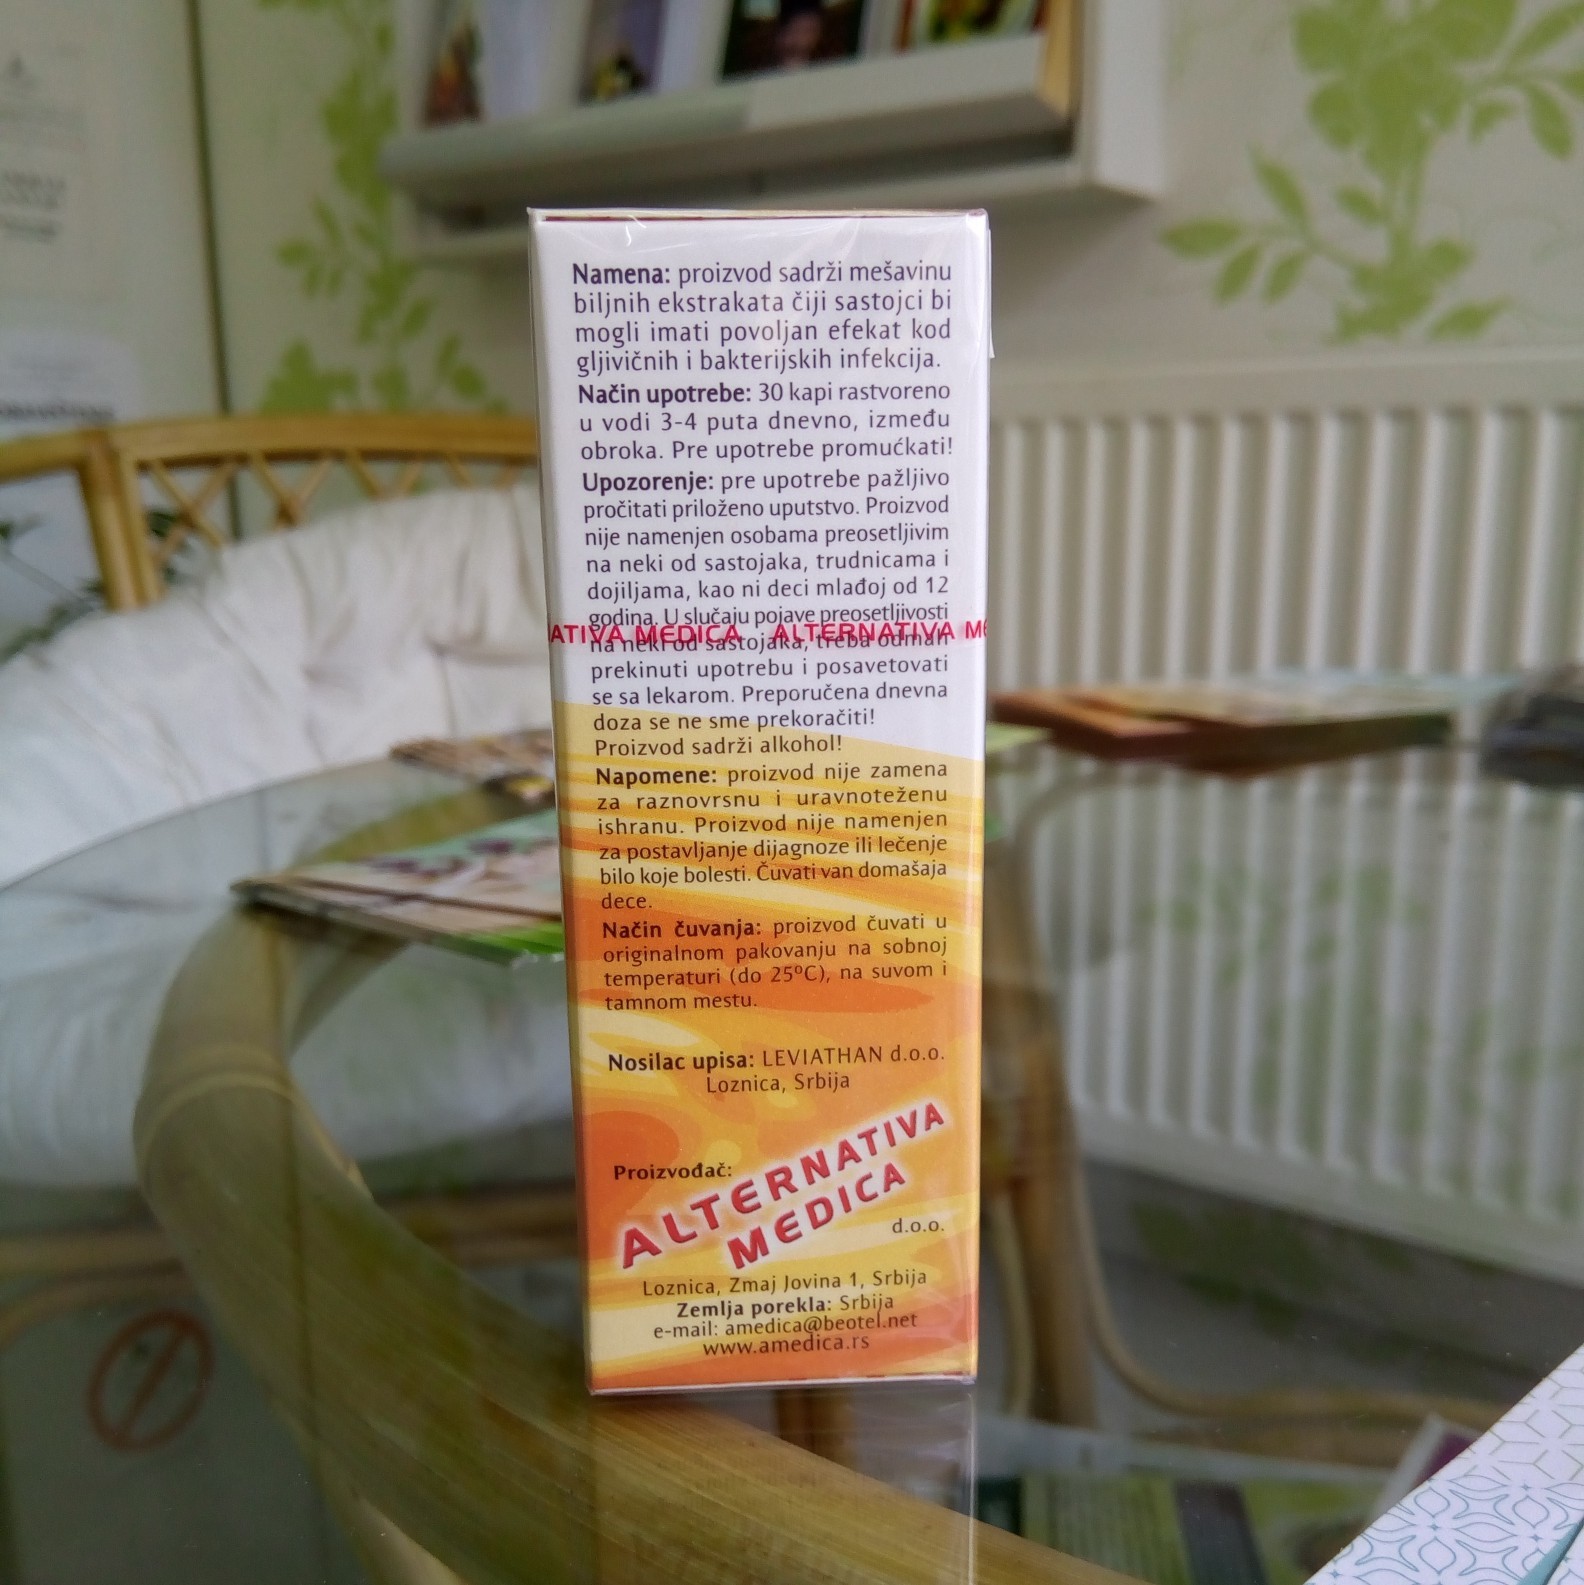 Namena: proizvod sadrži mešavinu
biljnih ekstrakata čiji sastojci bi
mogli imati povoljan efekat kod
gljivičnih i bakterijskih infekcija.
Način upotrebe: 30 kapi rastvoreno
u vodi 3-4 puta dnevno, između
obroka. Pre upotrebe promućkati!
Upozorenje: pre upotrebe pažljivo
pročitati priloženo uputstvo. Proizvod
nije namenjen osobama preosetljivim
na neki od sastojaka, trudnicama i
dojiljama, kao ni deci mlađoj od 12
godina. U slučaju pojave preosetljivosti
ATIVA MEDICA ALTERNATIVA ME
na neki od sastojaka, treba odmah
prekinuti upotrebu i posavetovati
se sa lekarom. Preporučena dnevna
doza se ne sme prekoračiti!
Proizvod sadrži alkohol!
Napomene: proizvod nije zamena
za raznovrsnu i uravnoteženu
ishranu. Proizvod nije namenjen
za postavljanje dijagnoze ili lečenje
bilo koje bolesti. Čuvati van domašaja
dece.
Način čuvanja: proizvod čuvati u
originalnom pakovanju na sobnoj
temperaturi (do 25ºC), na suvom i
tamnom mestu.
Nosilac upisa: LEVIATHAN d.o.o.
Loznica, Srbija
Proizvođač:
ALTERNATIVA
MEDICA
d.o.o.
Loznica, Zmaj Jovina 1, Srbija
Zemlja porekla: Srbija
e-mail: amedica@beotel.net
www.amedica.rs